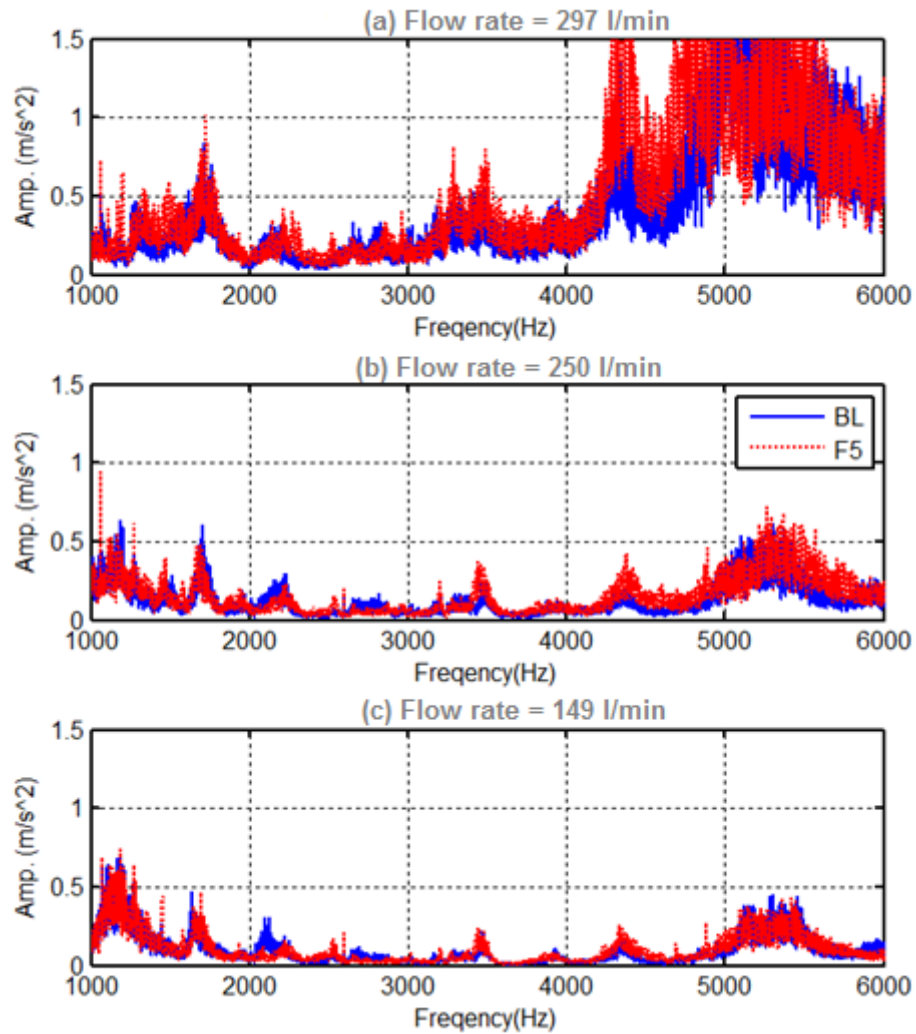 (a) Flow rate = 297 l/min
1.5
1
0.5
0
Amp. (m/s^2)
1000 2000 3000 4000 5000 6000
Freqency(Hz)
(b) Flow rate = 250 l/min
1.5
1
0.5
0
Amp. (m/s^2)
BL
F5
1000 2000 3000 4000 5000 6000
Freqency(Hz)
(c) Flow rate = 149 l/min
1.5
1
0.5
0
Amp. (m/s^2)
1000 2000 3000 4000 5000 6000
Freqency(Hz)